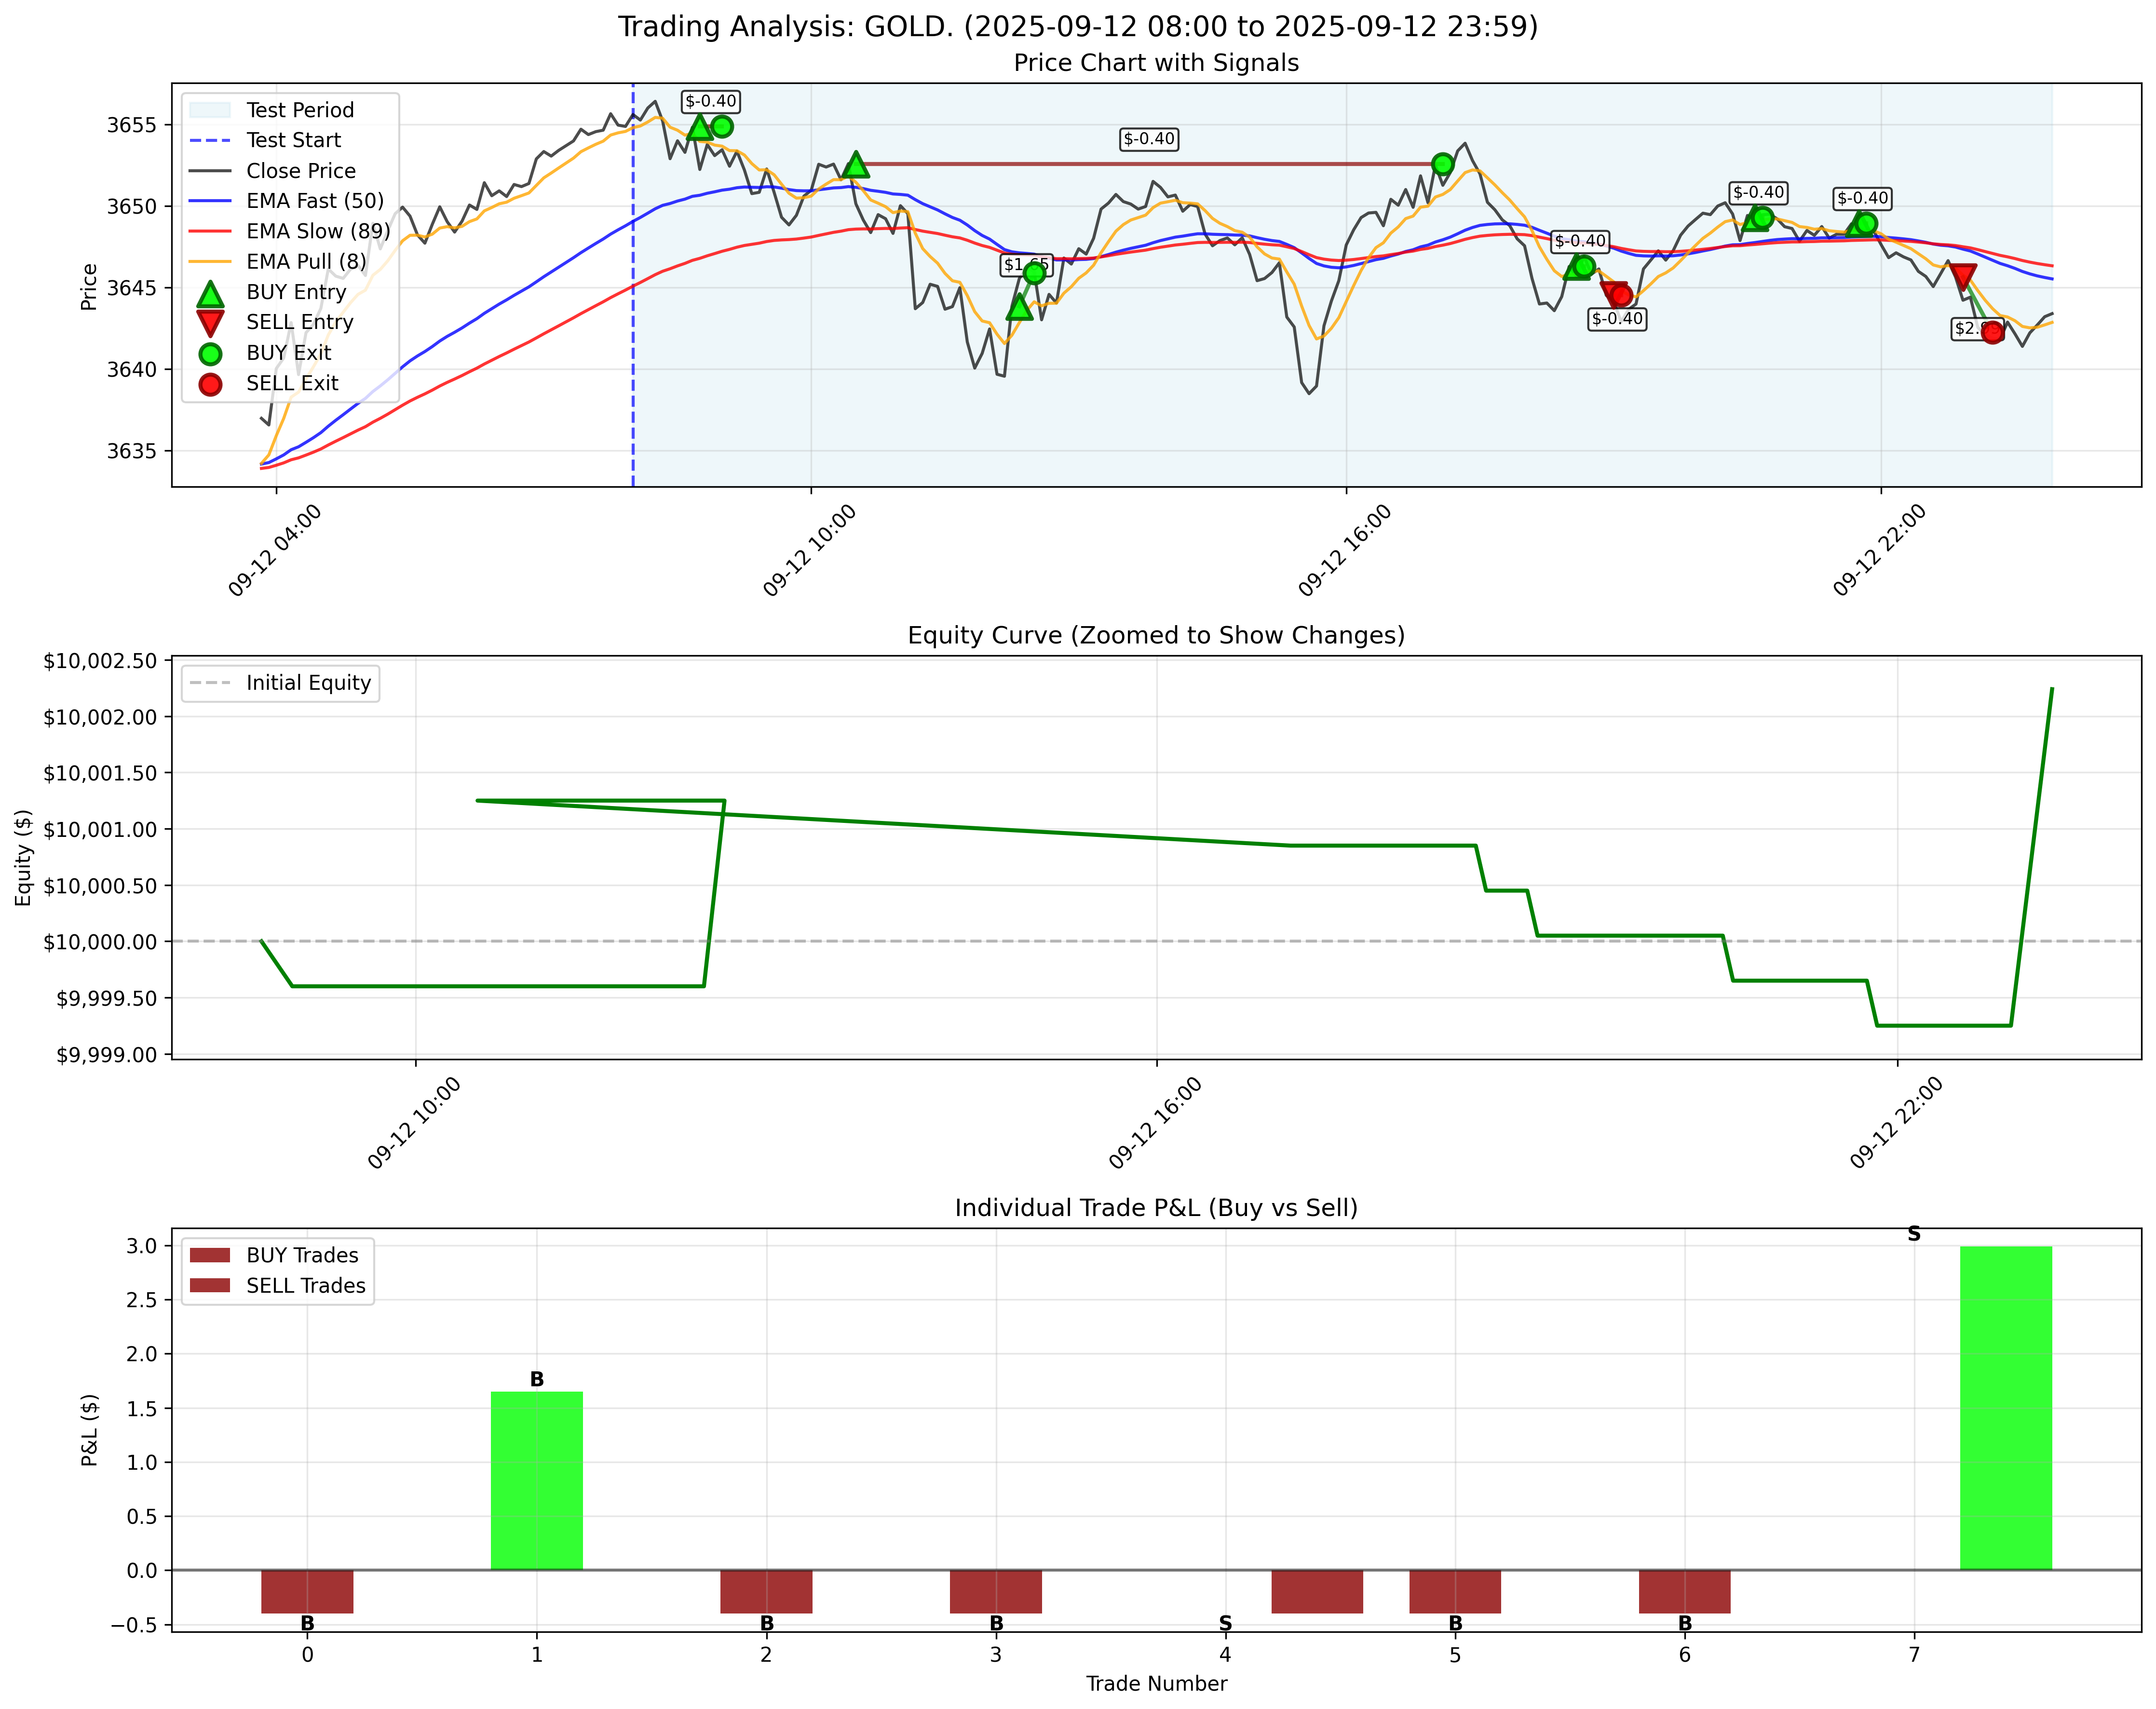 Trading Analysis: GOLD. (2025-09-12 08:00 to 2025-09-12 23:59)
Price Chart with Signals
Test Period
Test Start
Close Price
EMA Fast (50)
EMA Slow (89)
EMA Pull (8)
BUY Entry
SELL Entry
BUY Exit
SELL Exit
Price
3655
3650
3645
3640
3635
$-0.40
$-0.40
$1.65
$-0.40
$-0.40
$-0.40
$-0.40
09-12 04:00
09-12 10:00
09-12 16:00
09-12 22:00
Equity Curve (Zoomed to Show Changes)
Initial Equity
Equity ($)
$10,002.50
$10,002.00
$10,001.50
$10,001.00
$10,000.50
$10,000.00
$9,999.50
$9,999.00
09-12 10:00
09-12 16:00
09-12 22:00
Individual Trade P&L (Buy vs Sell)
BUY Trades
SELL Trades
P&L ($)
3.0
2.5
2.0
1.5
1.0
0.5
0.0
−0.5
B
B
B
B
S
B
B
S
0
1
2
3
4
5
6
7
Trade Number